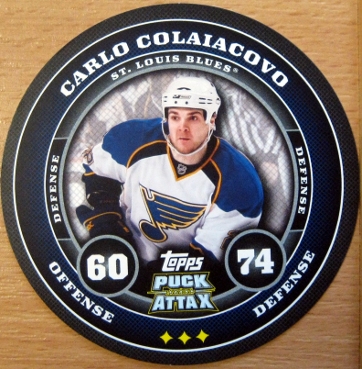 CARLO COLAIACOVO
ST. LOUIS BLUES®
DEFENSE
DEFENSE
60
topps
74
PUCK
ATTAX
OFFENSE
DEFENSE